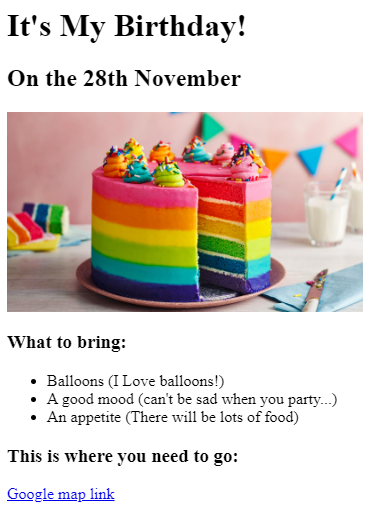 It's My Birthday!
On the 28th November
What to bring:
Balloons (I Love balloons!)
A good mood (can't be sad when you party...)
An appetite (There will be lots of food)
This is where you need to go:
Google map link